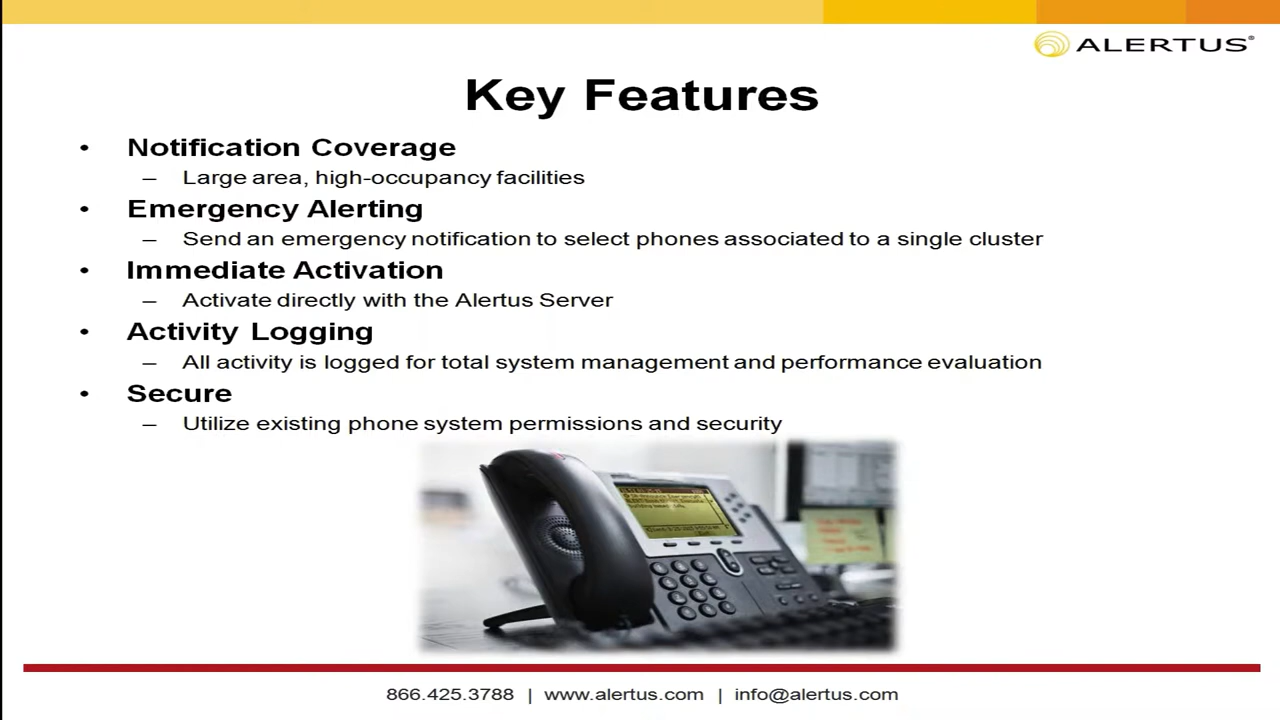 ALERTUS®
Key Features
• Notification Coverage
– Large area, high-occupancy facilities
• Emergency Alerting
– Send an emergency notification to select phones associated to a single cluster
• Immediate Activation
– Activate directly with the Alertus Server
• Activity Logging
– All activity is logged for total system management and performance evaluation
• Secure
– Utilize existing phone system permissions and security
866.425.3788 | www.alertus.com | info@alertus.com